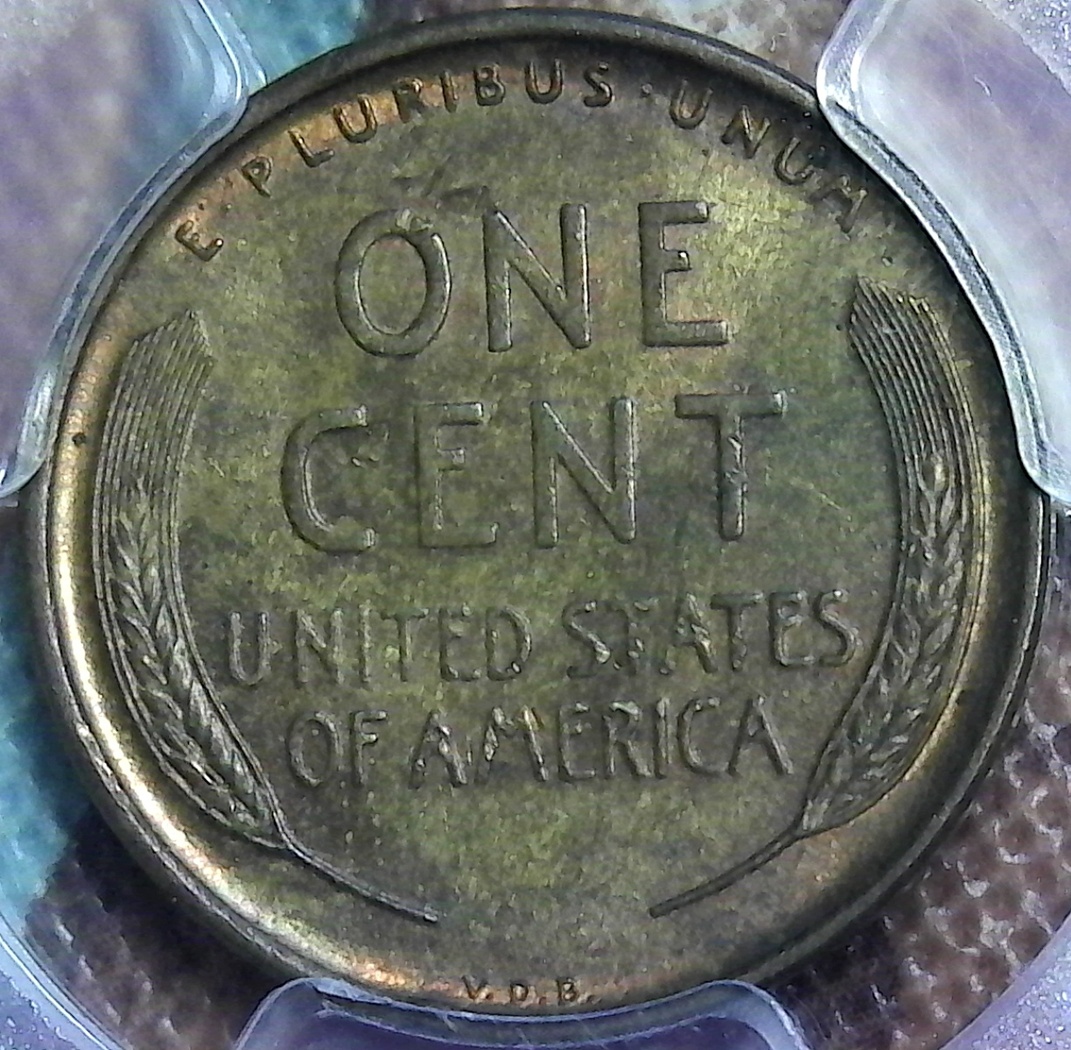 E·PLURIBUS·UNUM
ONE
CENT
UNITED STATES
OF AMERICA
V.D.B.